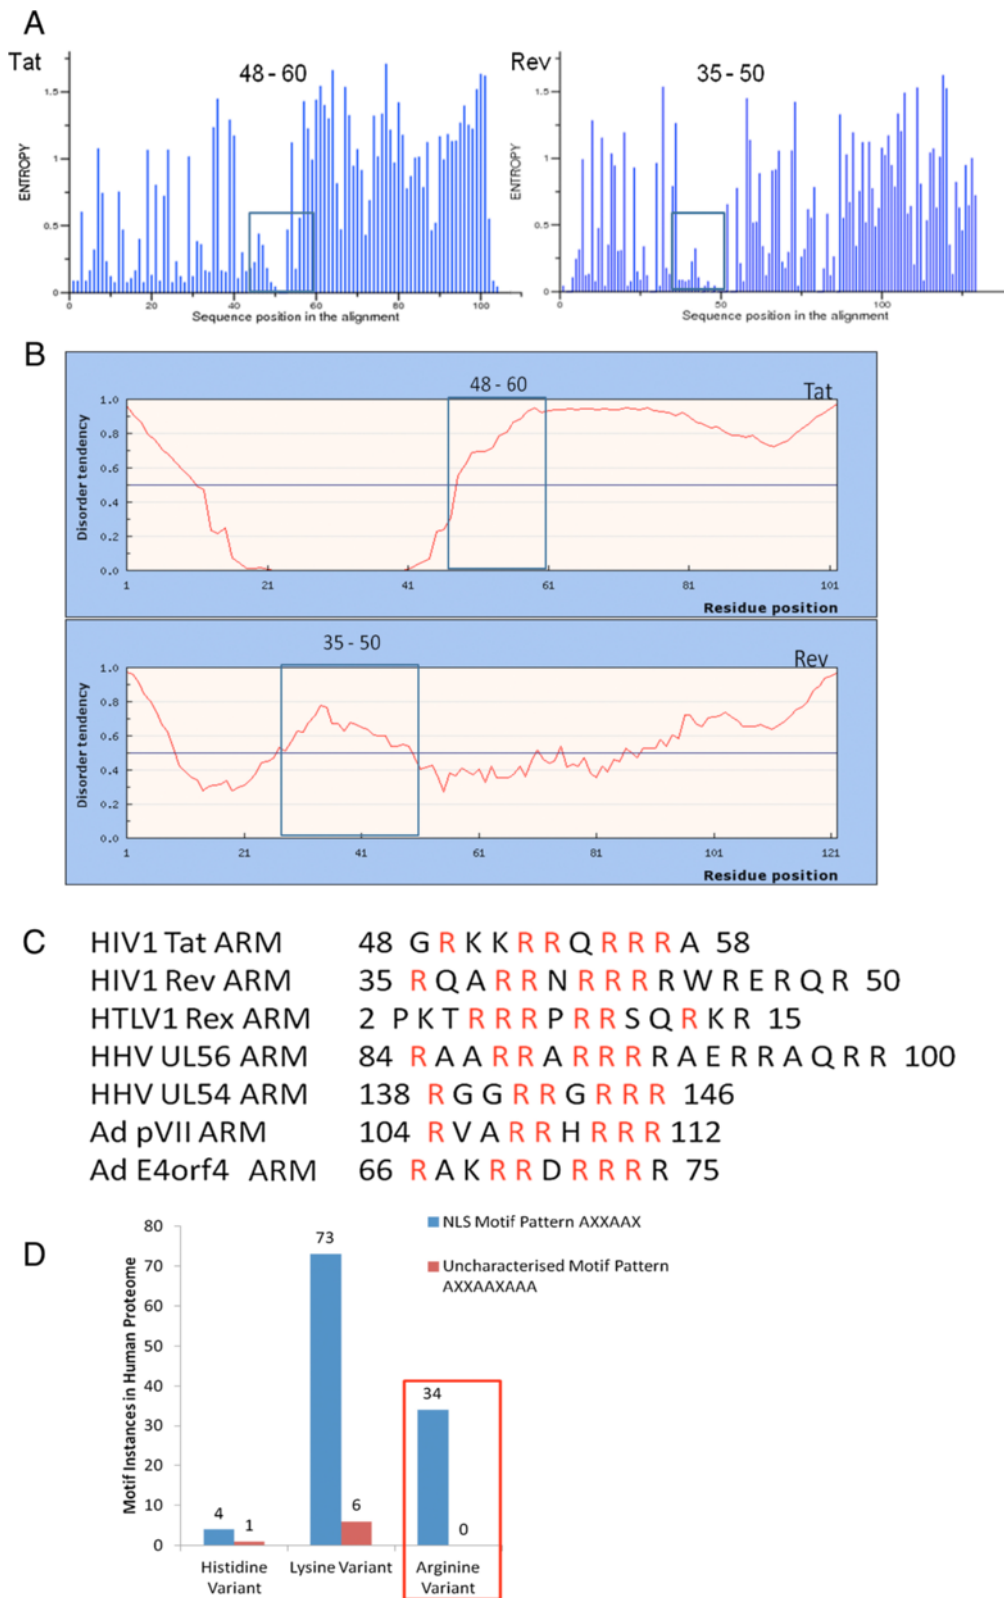 A
Tat
48 - 60
1.5
1
0.5
0
ENTROPY
0 20 40 60 80 100
Sequence position in the alignment
Rev
35 - 50
1.5
1
0.5
0
ENTROPY
0 50 100
Sequence position in the alignment
B
48 - 60
Tat
1.0
0.8
0.6
0.4
0.2
0.0
Disorder tendency
1 21 41 61 81 101
Residue position
35 - 50
Rev
1.0
0.8
0.6
0.4
0.2
0.0
Disorder tendency
1 21 41 61 81 101 121
Residue position
C
HIV1 Tat ARM 48 G R K K R R Q R R R A 58
HIV1 Rev ARM 35 R Q A R R N R R R R W R E R Q R 50
HTLV1 Rex ARM 2 P K T R R R P R R S Q R K R 15
HHV UL56 ARM 84 R A A R R A R R R R A E R R A Q R R 100
HHV UL54 ARM 138 R G G R R G R R R 146
Ad pVII ARM 104 R V A R R H R R R 112
Ad E4orf4 ARM 66 R A K R R D R R R R 75
D
NLS Motif Pattern AXXAAX
Uncharacterised Motif Pattern
AXXAAXAAA
Motif Instances in Human Proteome
80
70
60
50
40
30
20
10
0
4 1 73 6 34 0
Histidine
Variant
Lysine Variant
Arginine
Variant